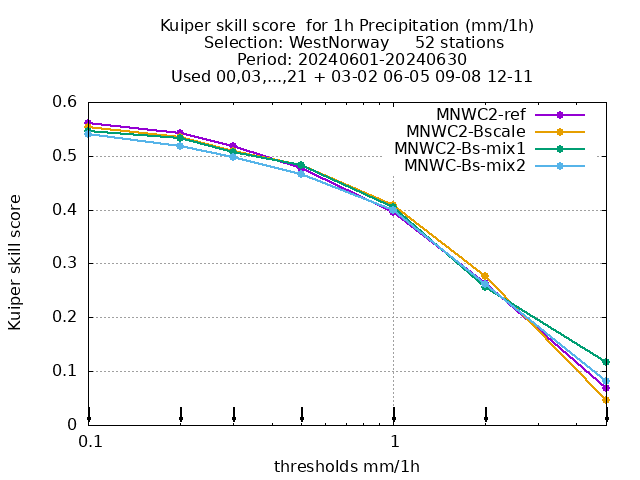 Kuiper skill score  for 1h Precipitation (mm/1h)
Selection: WestNorway     52 stations
Period: 20240601-20240630
Used 00,03,...,21 + 03-02 06-05 09-08 12-11
MNWC2-ref
MNWC2-Bscale
MNWC2-Bs-mix1
MNWC-Bs-mix2
Kuiper skill score
0.6
0.5
0.4
0.3
0.2
0.1
0
0.1 1
thresholds mm/1h